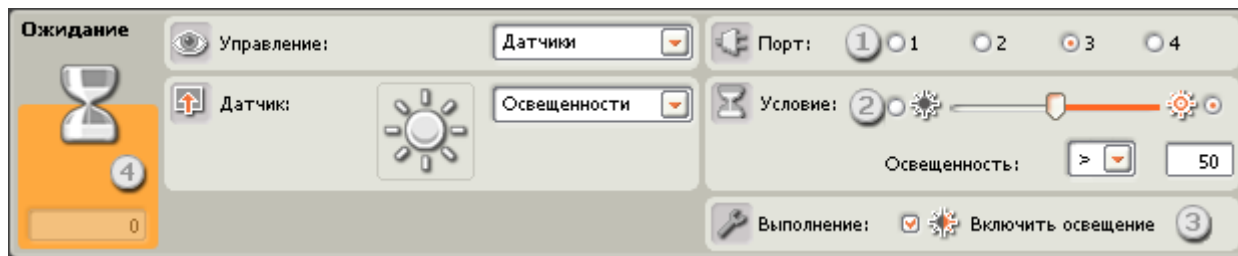 Ожидание
4
0
Управление: Датчики
Датчик: Освещенности
Порт: 1 1 2 3 4
Условие: 2
Освещенность: > 50
Выполнение: Включить освещение 3